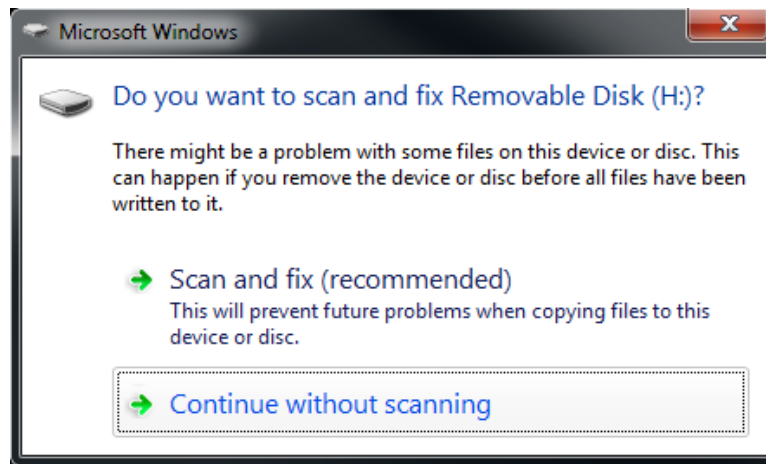 Microsoft Windows
Do you want to scan and fix Removable Disk (H:)?
There might be a problem with some files on this device or disc. This
can happen if you remove the device or disc before all files have been
written to it.
Scan and fix (recommended)
This will prevent future problems when copying files to this
device or disc.
Continue without scanning